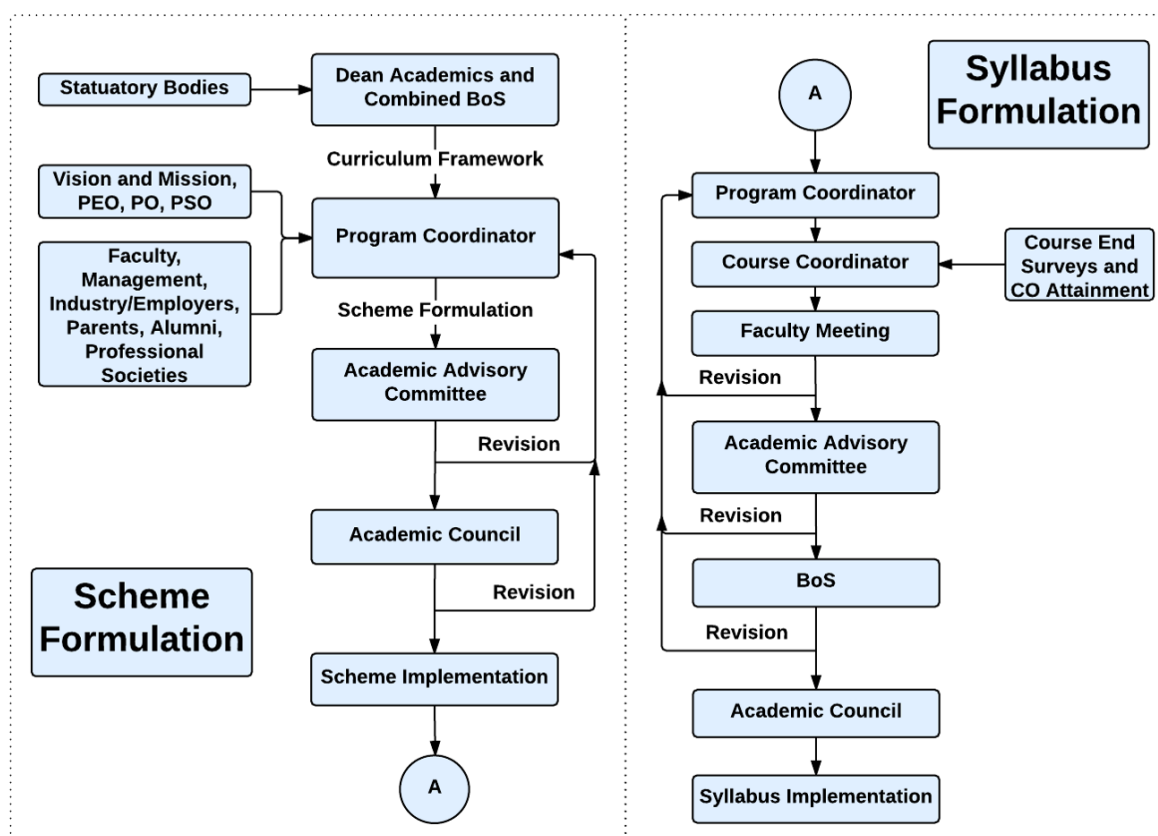 Statuatory Bodies
Dean Academics and
Combined BoS
Curriculum Framework
Vision and Mission,
PEO, PO, PSO
Program Coordinator
Faculty,
Management,
Industry/Employers,
Parents, Alumni,
Professional
Societies
Scheme Formulation
Academic Advisory
Committee
Revision
Academic Council
Revision
Scheme
Formulation
Scheme Implementation
A
Syllabus
Formulation
A
Program Coordinator
Course Coordinator
Course End
Surveys and
CO Attainment
Faculty Meeting
Revision
Academic Advisory
Committee
Revision
BoS
Revision
Academic Council
Syllabus Implementation